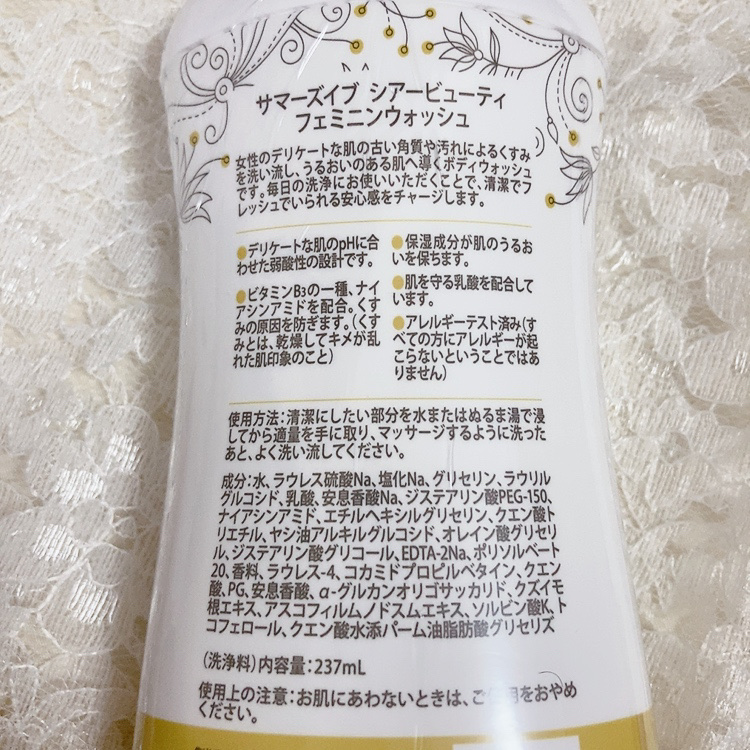 サマーズイブ シアービューティ
フェミニンウォッシュ
女性のデリケートな肌の古い角質や汚れによるくすみ
を洗い流し、うるおいのある肌へ導くボディウォッシュ
です。毎日の洗浄にお使いいただくことで、清潔でフ
レッシュでいられる安心感をチャージします。
●デリケートな肌のpHに合
わせた弱酸性の設計です。
●ビタミンB3の一種、ナイ
アシンアミドを配合。くす
みの原因を防ぎます。(くす
みとは、乾燥してキメが乱
れた肌印象のこと)
●保湿成分が肌のうるお
いを保ちます。
●肌を守る乳酸を配合して
います。
●アレルギーテスト済み(す
べての方にアレルギーが起
こらないということではあ
りません)
使用方法:清潔にしたい部分を水またはぬるま湯で浸
してから適量を手に取り、マッサージするように洗った
あと、よく洗い流してください。
成分:水、ラウレス硫酸Na、塩化Na、グリセリン、ラウリル
グルコシド、乳酸、安息香酸Na、ジステアリン酸PEG-150、
ナイアシンアミド、エチルヘキシルグリセリン、クエン酸ト
リエチル、ヤシ油アルキルグルコシド、オレイン酸グリセリ
ル、ジステアリン酸グリコール、EDTA-2Na、ポリソルベート
20、香料、ラウレス-4、コカミドプロピルベタイン、クエン
酸、PG、安息香酸、α-グルカンオリゴサッカリド、クズイモ
根エキス、アスコフィルムノドスムエキス、ソルビン酸K、ト
コフェロール、クエン酸水添パーム油脂肪酸グリセリズ
(洗浄料)内容量:237mL
使用上の注意:お肌にあわないときは、ご使用をおやめ
ください。